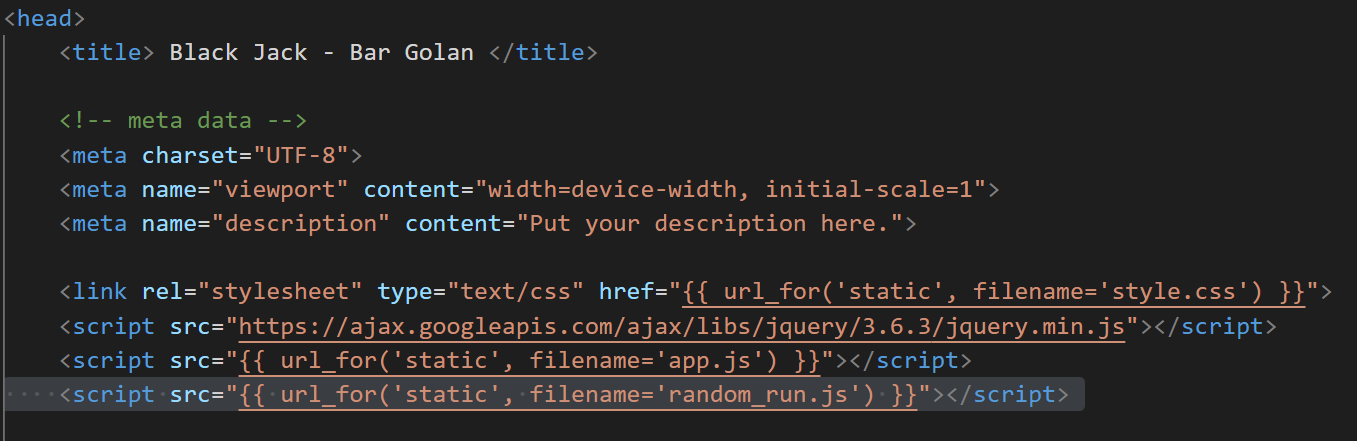 <head>
<title> Black Jack - Bar Golan </title>
<!-- meta data -->
<meta charset="UTF-8">
<meta name="viewport" content="width=device-width, initial-scale=1">
<meta name="description" content="Put your description here.">
<link rel="stylesheet" type="text/css" href="{{ url_for('static', filename='style.css') }}">
<script src="https://ajax.googleapis.com/ajax/libs/jquery/3.6.3/jquery.min.js"></script>
<script src="{{ url_for('static', filename='app.js') }}"></script>
<script src="{{ url_for('static', filename='random_run.js') }}"></script>